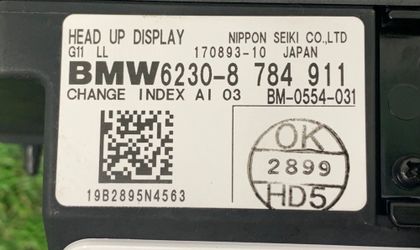 HEAD UP DISPLAY NIPPON SEIKI CO.,LTD
G11 LL 170893-10 JAPAN
BMW6230-8 784 911
CHANGE INDEX AI 03 BM-0554-031
OK
2899
HD5
19B2895N4563